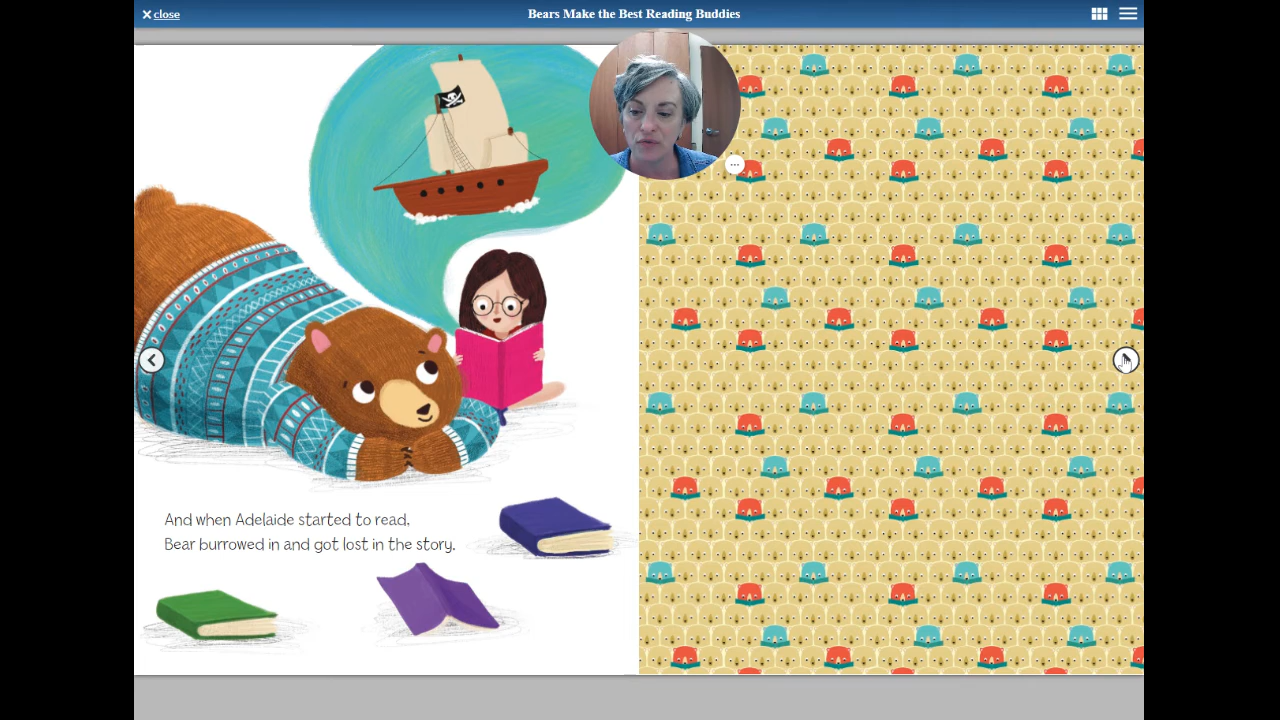 close
Bears Make the Best Reading Buddies
And when Adelaide started to read,
Bear burrowed in and got lost in the story.